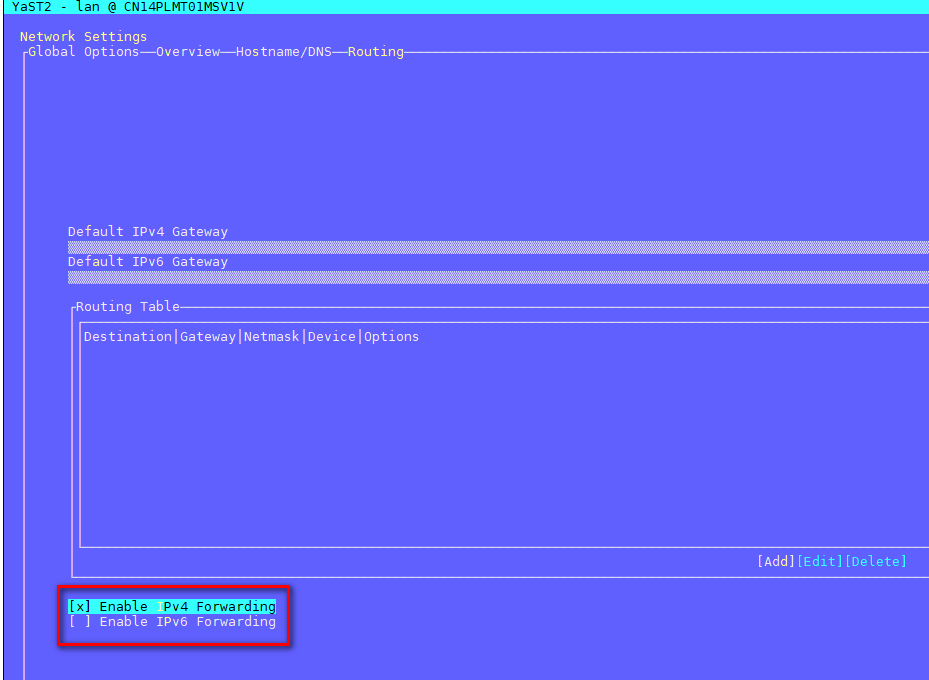 YaST2 - lan @ CN14PLMT01MSV1V
Network Settings
Global Options──Overview──Hostname/DNS──Routing
Default IPv4 Gateway
Default IPv6 Gateway
Routing Table
Destination|Gateway|Netmask|Device|Options
[Add][Edit][Delete]
[x] Enable IPv4 Forwarding
[ ] Enable IPv6 Forwarding